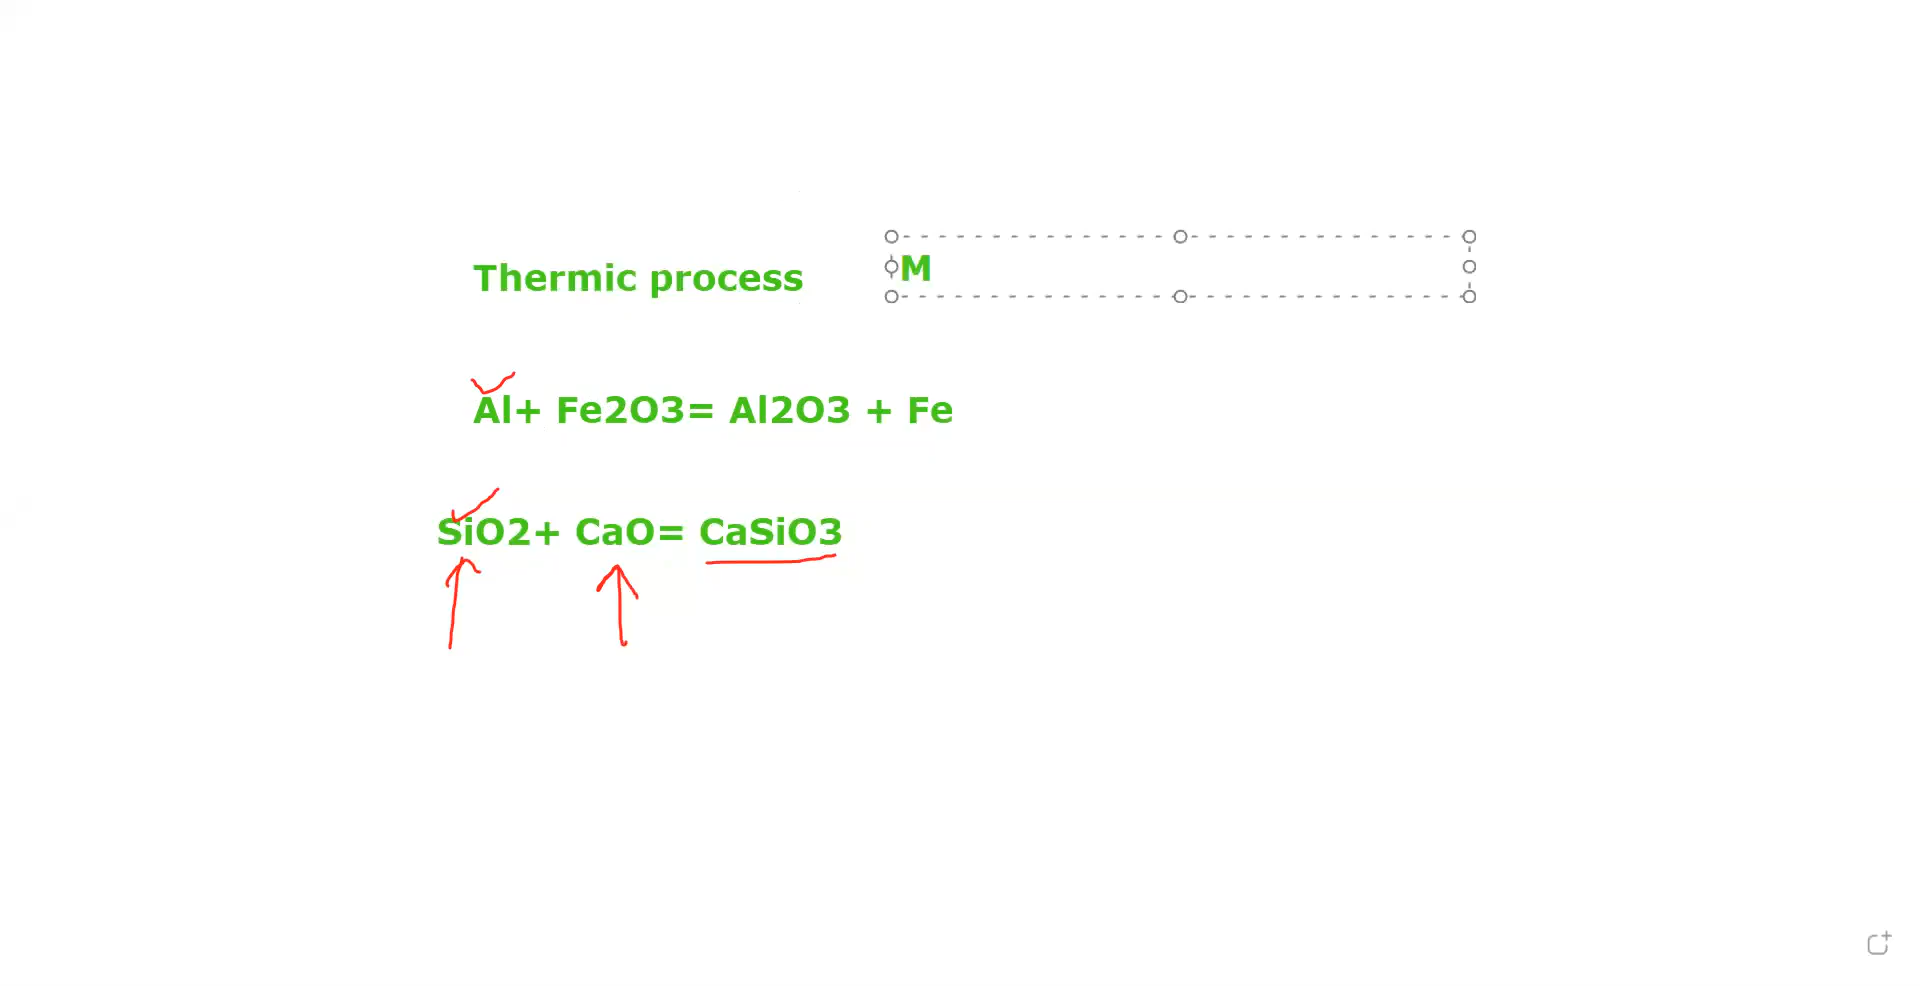 Thermic process M
Al+ Fe2O3= Al2O3 + Fe
SiO2+ CaO= CaSiO3